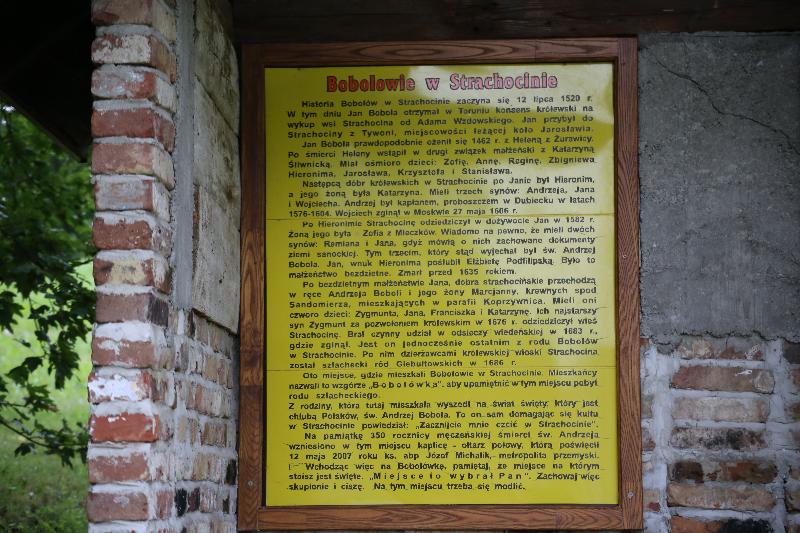 Bobolowie w Strachocinie
Historia Bobolów w Strachocinie zaczyna się 12 lipca 1520 r.
W tym dniu Jan Bobola otrzymał w Toruniu konsens królewski na
wykup wsi Strachocina od Adama Wzdowskiego. Jan przybył do
Strachociny z Tywoni, miejscowości leżącej koło Jarosławia.
Jan Bobola prawdopodobnie ożenił się 1462 r. z Heleną z Żurawicy.
Po śmierci Heleny wstąpił w drugi związek małżeński z Katarzyną
Śliwnicką. Miał ośmioro dzieci: Zofię, Annę, Reginę, Zbigniewa
Hieronima, Jarosława, Krzysztofa i Stanisława.
Następcą dóbr królewskich w Strachocinie po Janie był Hieronim,
a jego żoną była Katarzyna. Mieli trzech synów: Andrzeja, Jana
i Wojciecha. Andrzej był kapłanem, proboszczem w Dubiecku w latach
1576-1604. Wojciech zginął w Moskwie 27 maja 1606 r.
Po Hieronimie Strachocinę odziedziczył w dożywocie Jan w 1582 r.
Żoną jego była Zofia z Mleczków. Wiadomo na pewno, że mieli dwóch
synów: Remiana i Jana, gdyż mówią o nich zachowane dokumenty
ziemi sanockiej. Tym trzecim, który stąd wyjechał był św. Andrzej
Bobola. Jan, wnuk Hieronima poślubił Elżbietę Podfilipską. Było to
małżeństwo bezdzietne. Zmarł przed 1635 rokiem.
Po bezdzietnym małżeństwie Jana, dobra strachocińskie przechodzą
w ręce Andrzeja Boboli i jego żony Marcjanny, krewnych spod
Sandomierza, mieszkających w parafii Koprzywnica. Mieli oni
czworo dzieci: Zygmunta, Jana, Franciszka i Katarzynę. Ich najstarszy
syn Zygmunt za pozwoleniem królewskim w 1676 r. odziedziczył wieś
Strachocinę. Brał czynny udział w odsieczy wiedeńskiej w 1683 r.,
gdzie zginął. Jest on jednocześnie ostatnim z rodu Bobolów
w Strachocinie. Po nim dzierżawcami królewskiej wioski Strachocina
został szlachecki ród Giebułtowskich w 1686 r.
Oto miejsce, gdzie mieszkali Bobolowie w Strachocinie. Mieszkańcy
nazwali to wzgórze „Bobolówka", aby upamiętnić w tym miejscu pobyt
rodu szlacheckiego.
Z rodziny, która tutaj mieszkała wyszedł na świat święty, który jest
chlubą Polaków, św. Andrzej Bobola. To on sam domagając się kultu
w Strachocinie powiedział: „Zacznijcie mnie czcić w Strachocinie".
Na pamiątkę 350 rocznicy męczeńskiej śmierci św. Andrzeja
wzniesiono w tym miejscu kaplicę - ołtarz polowy, którą poświęcił
12 maja 2007 roku ks. abp Józef Michalik, metropolita przemyski.
Wchodząc więc na Bobolówkę, pamiętaj, że miejsce na którym
stoisz jest święte. „Miejsce to wybrał Pan". Zachowaj więc
skupienie i ciszę. Na tym miejscu trzeba się modlić.